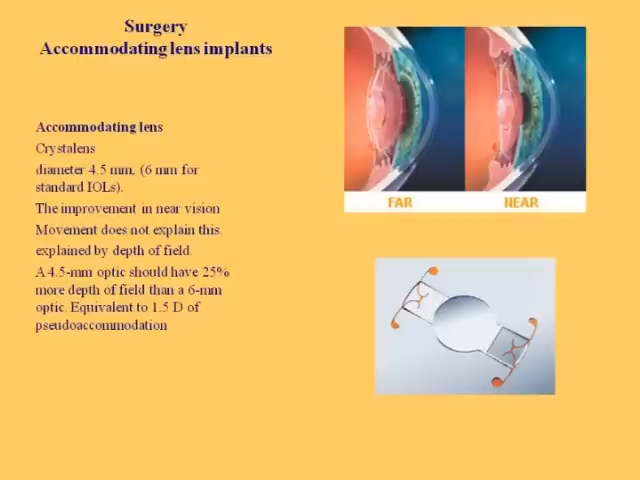 Surgery
Accommodating lens implants
Accommodating lens
Crystalens
diameter 4.5 mm, (6 mm for
standard IOLs).
The improvement in near vision
Movement does not explain this.
explained by depth of field.
A 4.5-mm optic should have 25%
more depth of field than a 6-mm
optic. Equivalent to 1.5 D of
pseudoaccommodation
FAR
NEAR